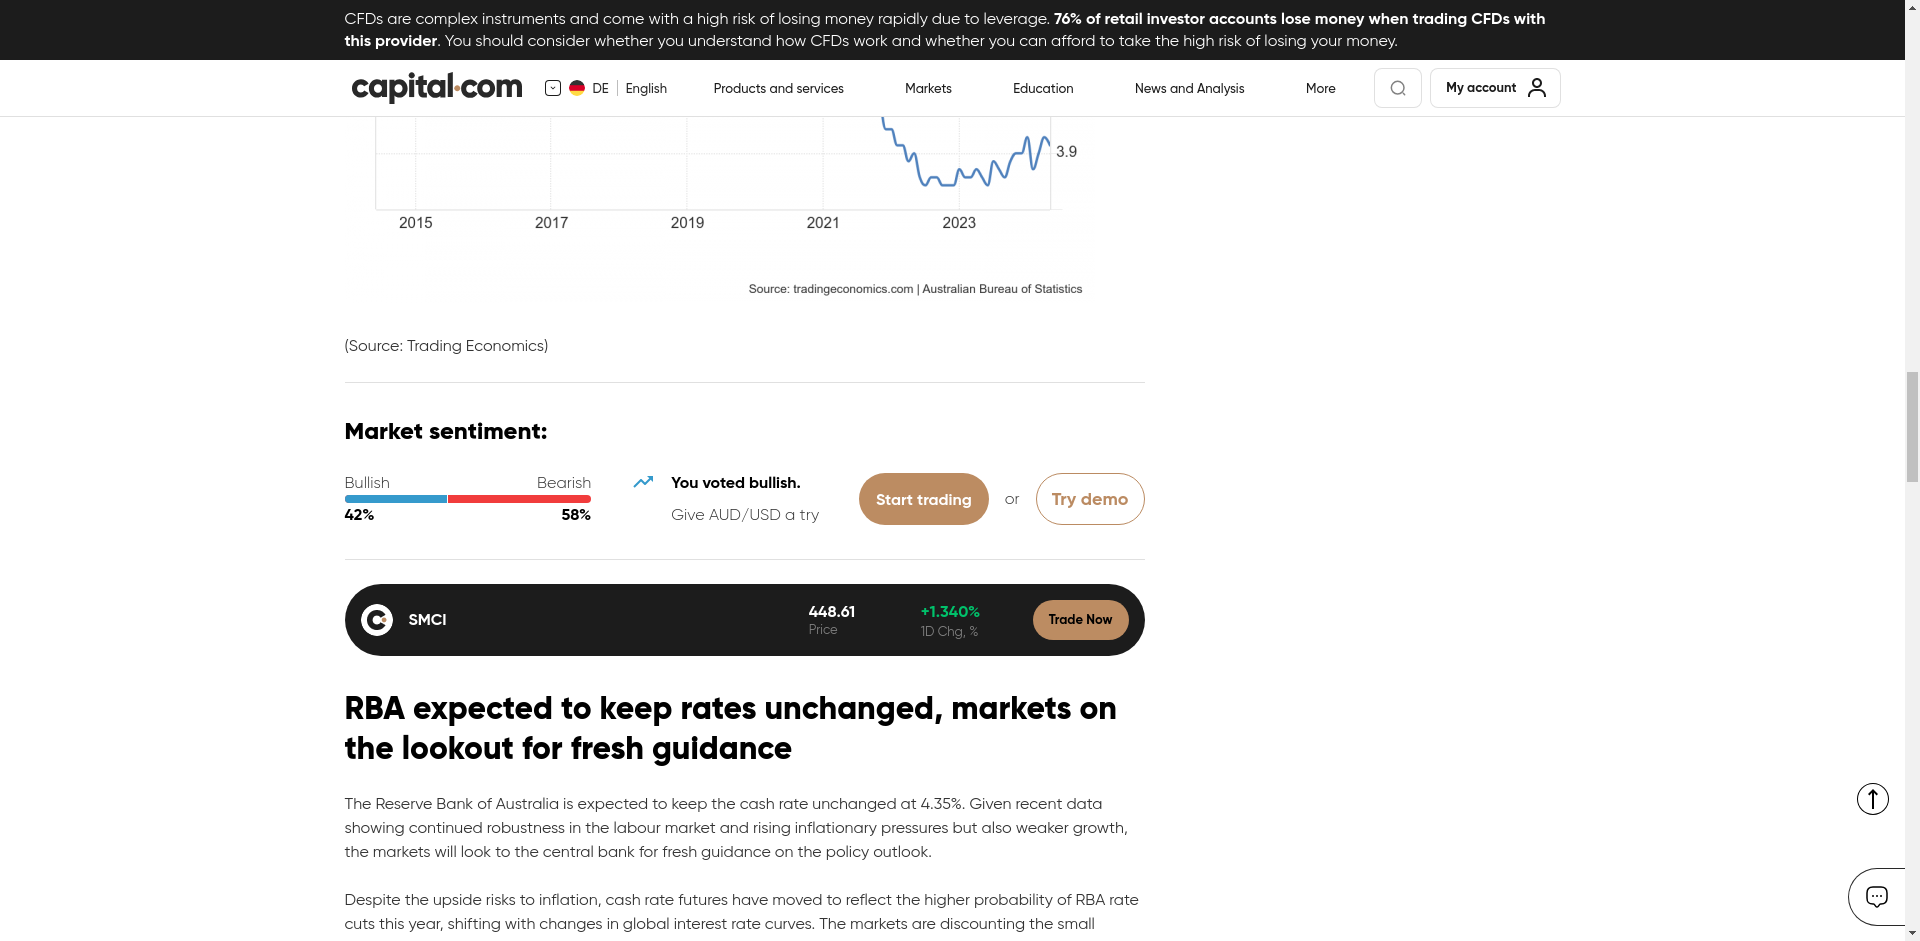 CFDs are complex instruments and come with a high risk of losing money rapidly due to leverage. 76% of retail investor accounts lose money when trading CFDs with
this provider. You should consider whether you understand how CFDs work and whether you can afford to take the high risk of losing your money.
capital.com DE English Products and services Markets Education News and Analysis More My account
3.9
2015 2017 2019 2021 2023
Source: tradingeconomics.com | Australian Bureau of Statistics
(Source: Trading Economics)
Market sentiment:
Bullish Bearish
42% 58%
You voted bullish.
Give AUD/USD a try
Start trading or Try demo
SMCI
448.61
Price
+1.340%
1D Chg, %
Trade Now
RBA expected to keep rates unchanged, markets on
the lookout for fresh guidance
The Reserve Bank of Australia is expected to keep the cash rate unchanged at 4.35%. Given recent data
showing continued robustness in the labour market and rising inflationary pressures but also weaker growth,
the markets will look to the central bank for fresh guidance on the policy outlook.
Despite the upside risks to inflation, cash rate futures have moved to reflect the higher probability of RBA rate
cuts this year, shifting with changes in global interest rate curves. The markets are discounting the small